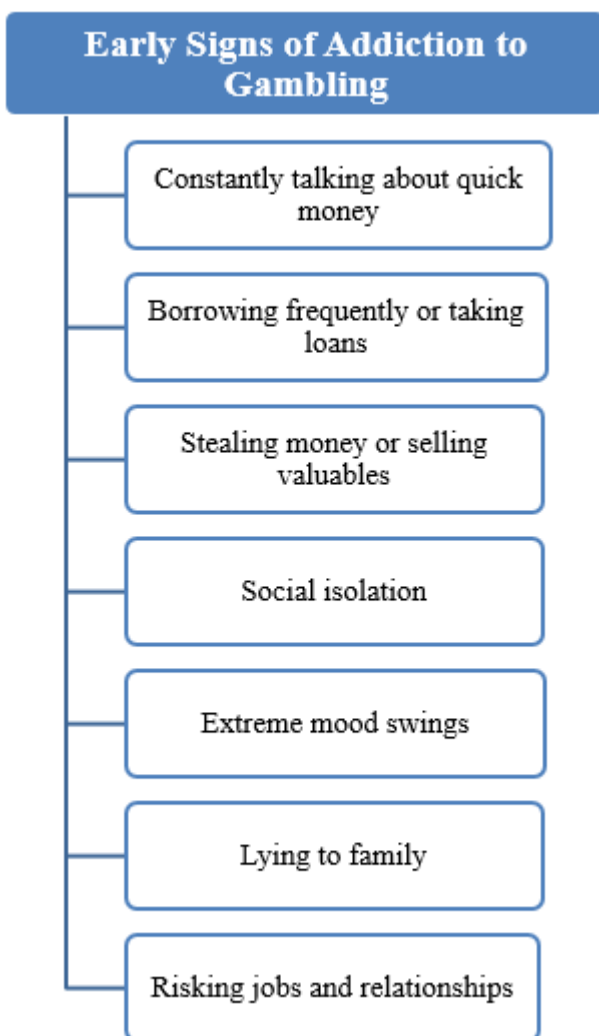 Early Signs of Addiction to
Gambling
Constantly talking about quick
money
Borrowing frequently or taking
loans
Stealing money or selling
valuables
Social isolation
Extreme mood swings
Lying to family
Risking jobs and relationships